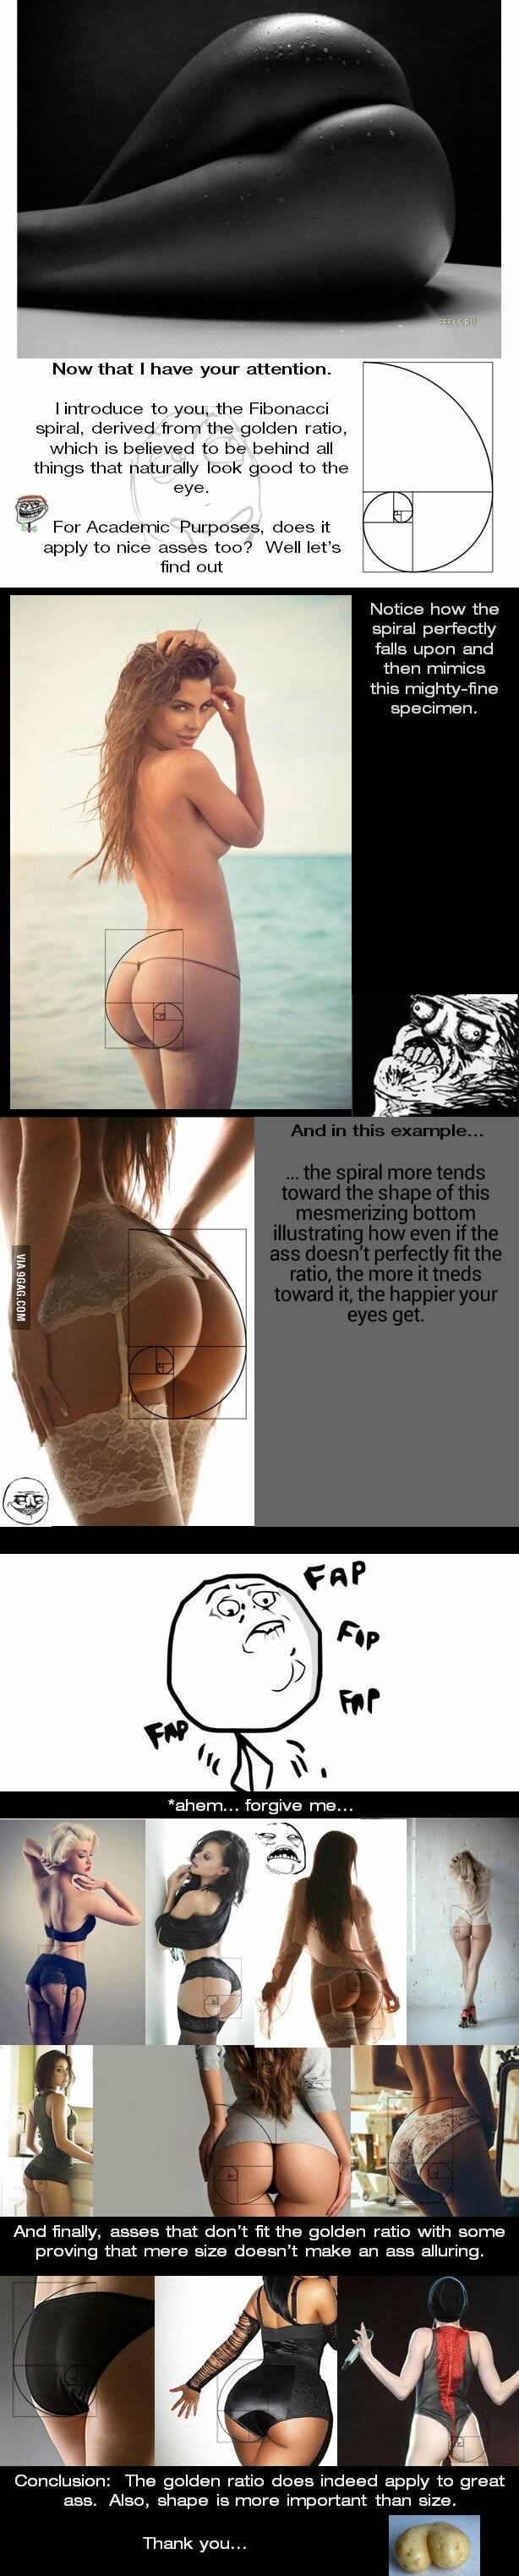 FEELS.RU
Now that I have your attention.
I introduce to you, the Fibonacci
spiral, derived from the golden ratio,
which is believed to be behind all
things that naturally look good to the
eye.
For Academic Purposes, does it
apply to nice asses too? Well let's
find out
Notice how the
spiral perfectly
falls upon and
then mimics
this mighty-fine
specimen.
VIA 9GAG.COM
And in this example...
... the spiral more tends
toward the shape of this
mesmerizing bottom
illustrating how even if the
ass doesn't perfectly fit the
ratio, the more it tneds
toward it, the happier your
eyes get.
FAP
FAP
FAP
FAP
*ahem... forgive me...
And finally, asses that don't fit the golden ratio with some
proving that mere size doesn't make an ass alluring.
Conclusion: The golden ratio does indeed apply to great
ass. Also, shape is more important than size.
Thank you...